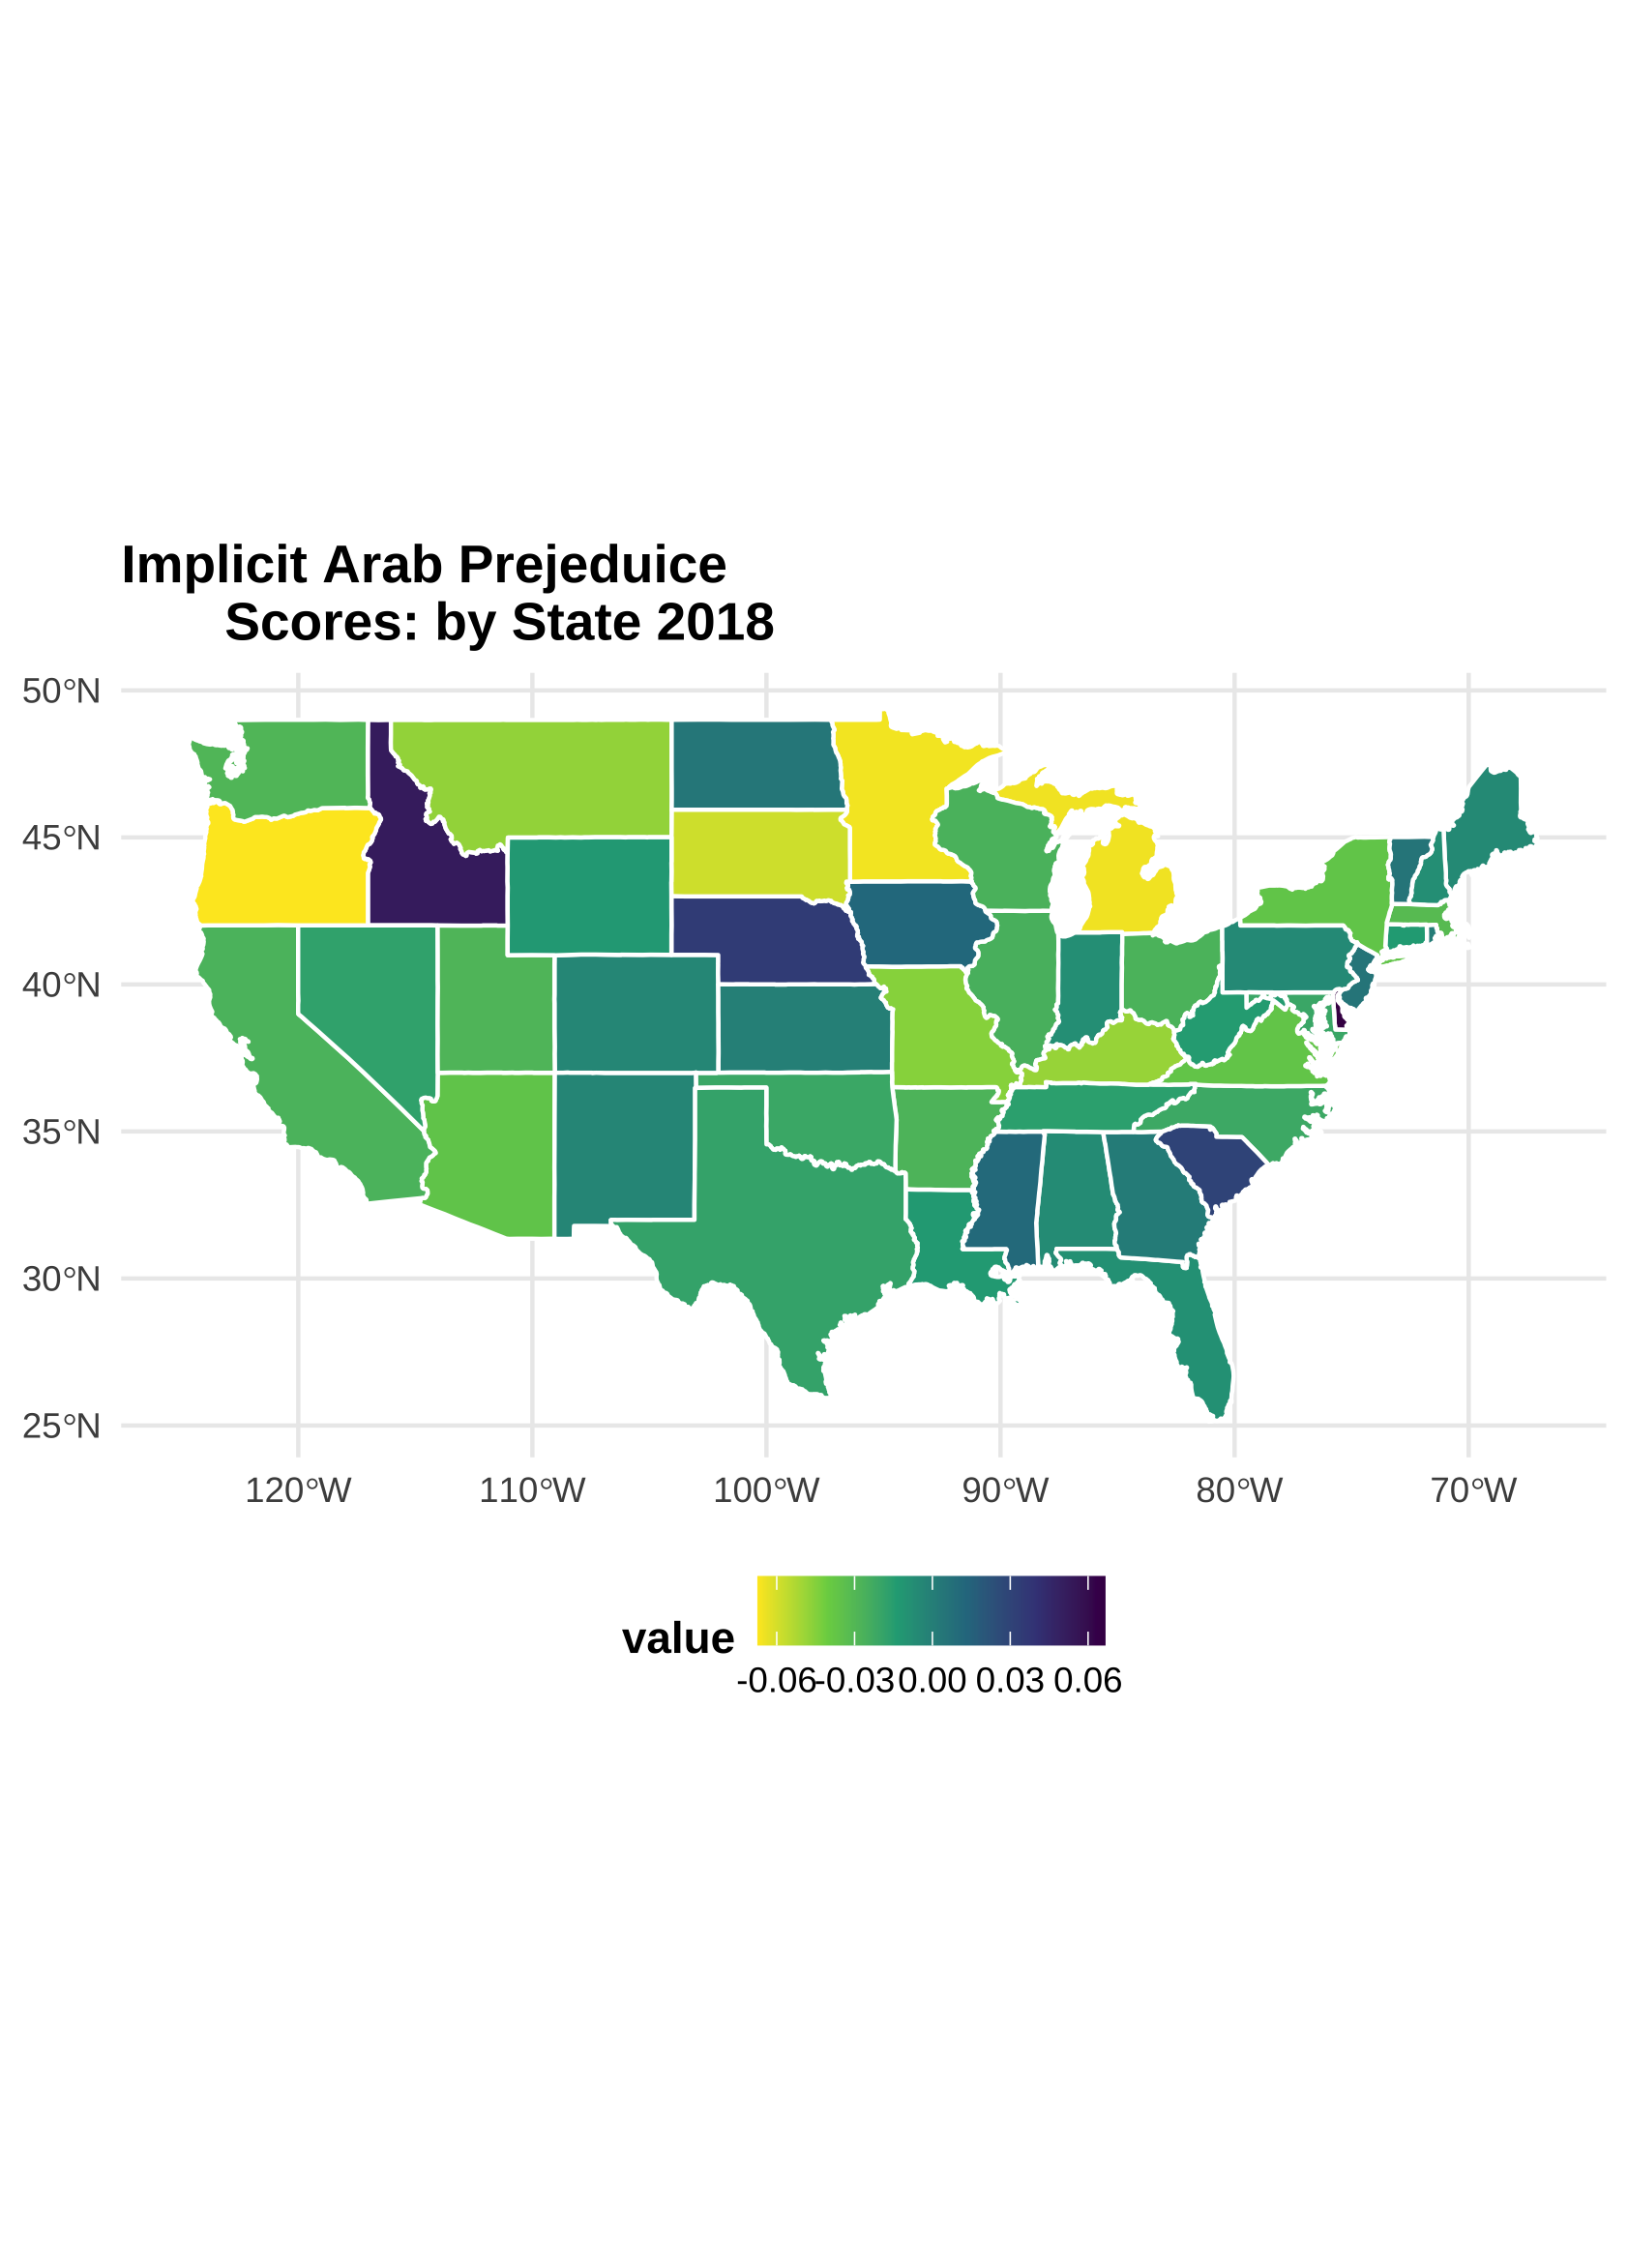 Implicit Arab Prejeduice
Scores: by State 2018
50°N
45°N
40°N
35°N
30°N
25°N
120°W 110°W 100°W 90°W 80°W 70°W
value
-0.06 -0.03 0.00 0.03 0.06